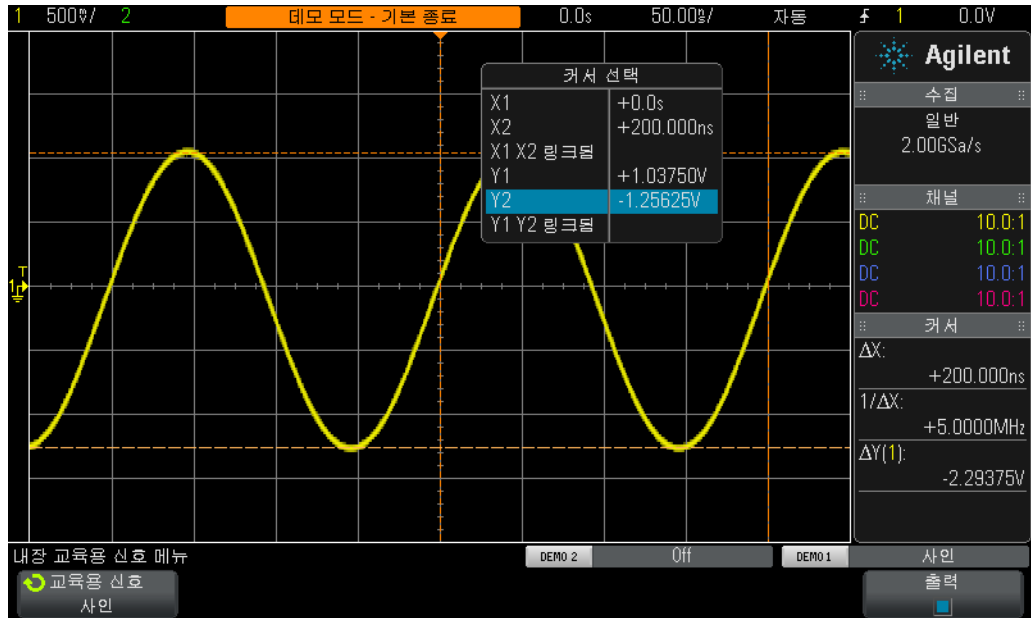 1 500mV/ 2 데모 모드 - 기본 종료 0.0s 50.00ns/ 자동 1 0.0V
커서 선택
X1 +0.0s
X2 +200.000ns
X1 X2 링크됨
Y1 +1.03750V
Y2 -1.25625V
Y1 Y2 링크됨
T
1
Agilent
수집
일반
2.00GSa/s
채널
DC 10.0:1
DC 10.0:1
DC 10.0:1
DC 10.0:1
커서
ΔX:
+200.000ns
1/ΔX:
+5.0000MHz
ΔY(1):
-2.29375V
내장 교육용 신호 메뉴 DEMO 2 Off DEMO 1 사인
교육용 신호
사인
출력